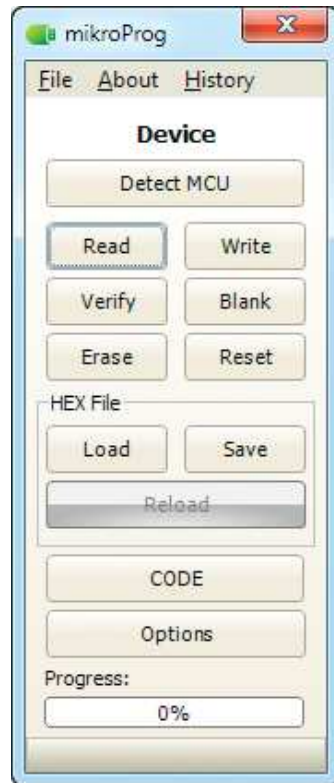 mikroProg
File About History
Device
Detect MCU
Read Write
Verify Blank
Erase Reset
HEX File
Load Save
Reload
CODE
Options
Progress:
0%